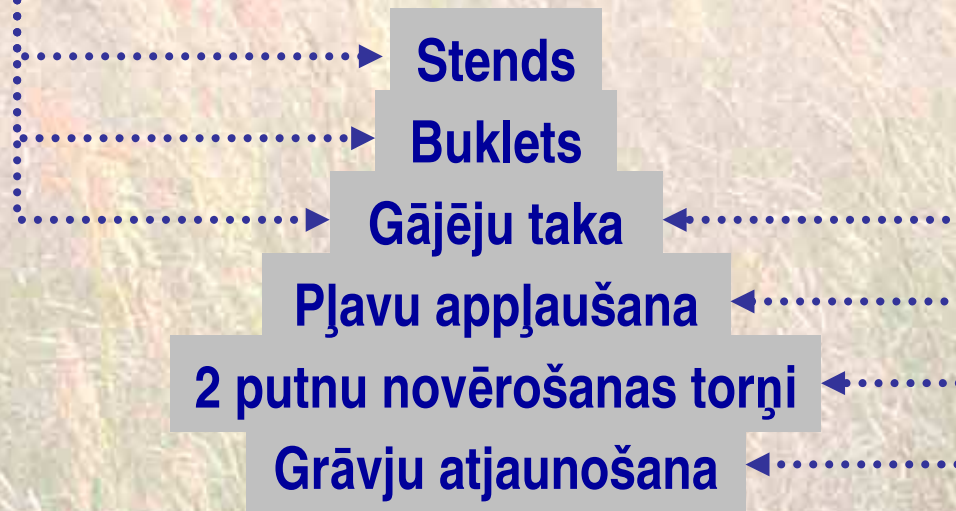 Stends
Buklets
Gājēju taka
Pļavu appļaušana
2 putnu novērošanas torņi
Grāvju atjaunošana